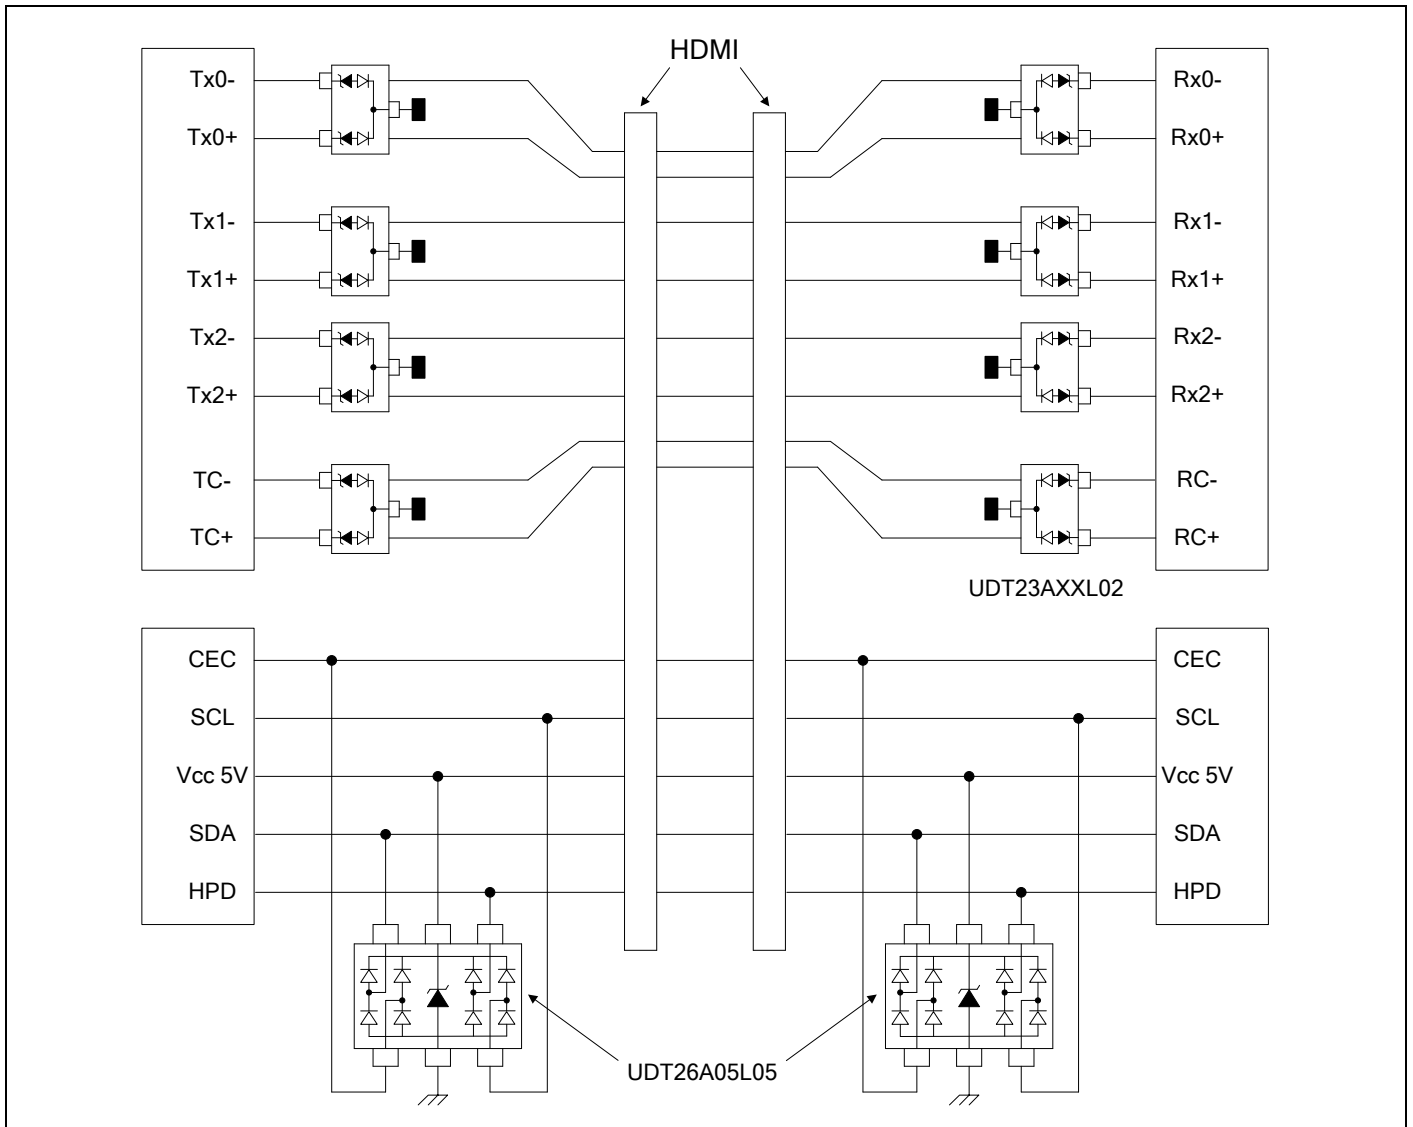 HDMI
Tx0-
Rx0-
Tx0+
Rx0+
Tx1-
Rx1-
Tx1+
Rx1+
Tx2-
Rx2-
Tx2+
Rx2+
TC-
RC-
TC+
RC+
UDT23AXXL02
CEC
CEC
SCL
SCL
Vcc 5V
Vcc 5V
SDA
SDA
HPD
HPD
UDT26A05L05